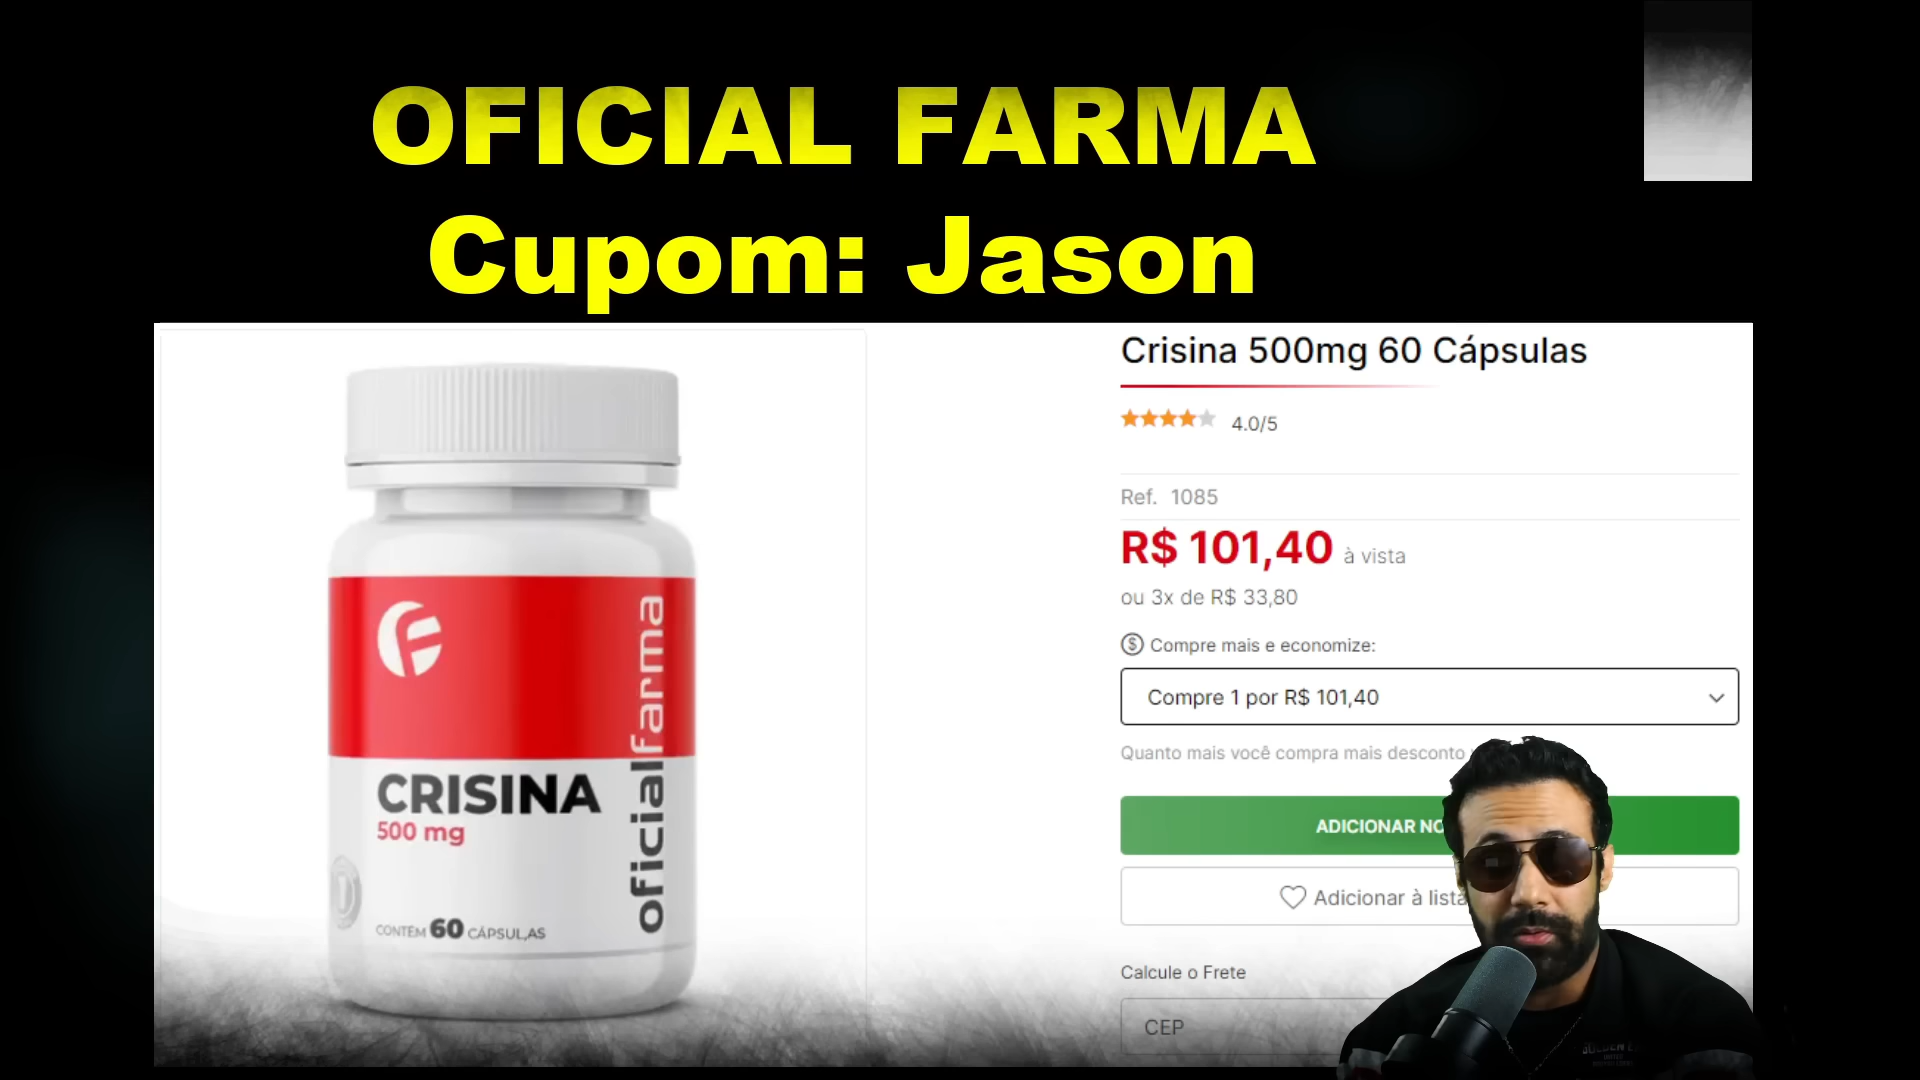 OFICIAL FARMA
Cupom: Jason
Crisina 500mg 60 Cápsulas
4.0/5
Ref. 1085
R$ 101,40 à vista
ou 3x de R$ 33,80
Compre mais e economize:
Compre 1 por R$ 101,40
Quanto mais você compra mais desconto
ADICIONAR NO
Adicionar à lista
Calcule o Frete
CEP
CRISINA
500 mg
CONTÉM 60 CÁPSULAS
oficialfarma